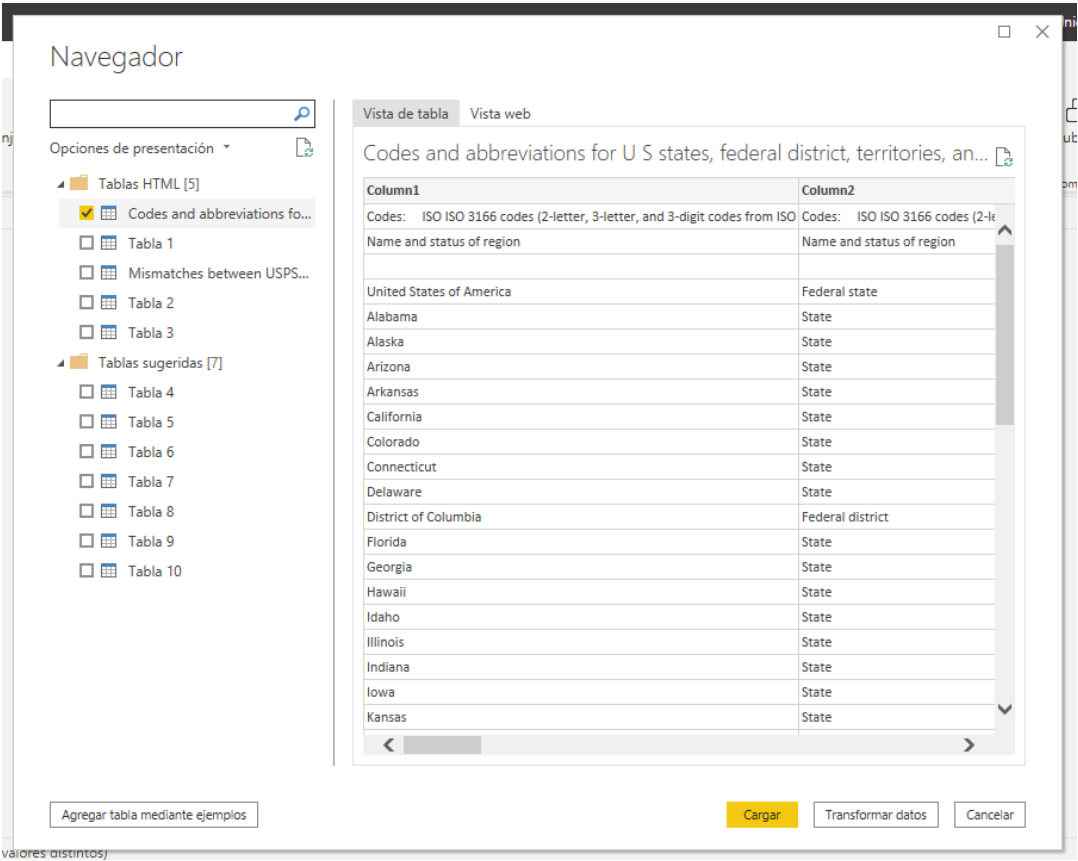 Navegador
Opciones de presentación
Tablas HTML [5]
Codes and abbreviations fo...
Tabla 1
Mismatches between USPS...
Tabla 2
Tabla 3
Tablas sugeridas [7]
Tabla 4
Tabla 5
Tabla 6
Tabla 7
Tabla 8
Tabla 9
Tabla 10
Vista de tabla Vista web
Codes and abbreviations for U S states, federal district, territories, an...
Column1 Column2
Codes: ISO ISO 3166 codes (2-letter, 3-letter, and 3-digit codes from ISO Codes: ISO ISO 3166 codes (2-le
Name and status of region Name and status of region
United States of America Federal state
Alabama State
Alaska State
Arizona State
Arkansas State
California State
Colorado State
Connecticut State
Delaware State
District of Columbia Federal district
Florida State
Georgia State
Hawaii State
Idaho State
Illinois State
Indiana State
Iowa State
Kansas State
Agregar tabla mediante ejemplos Cargar Transformar datos Cancelar
valores distintos)